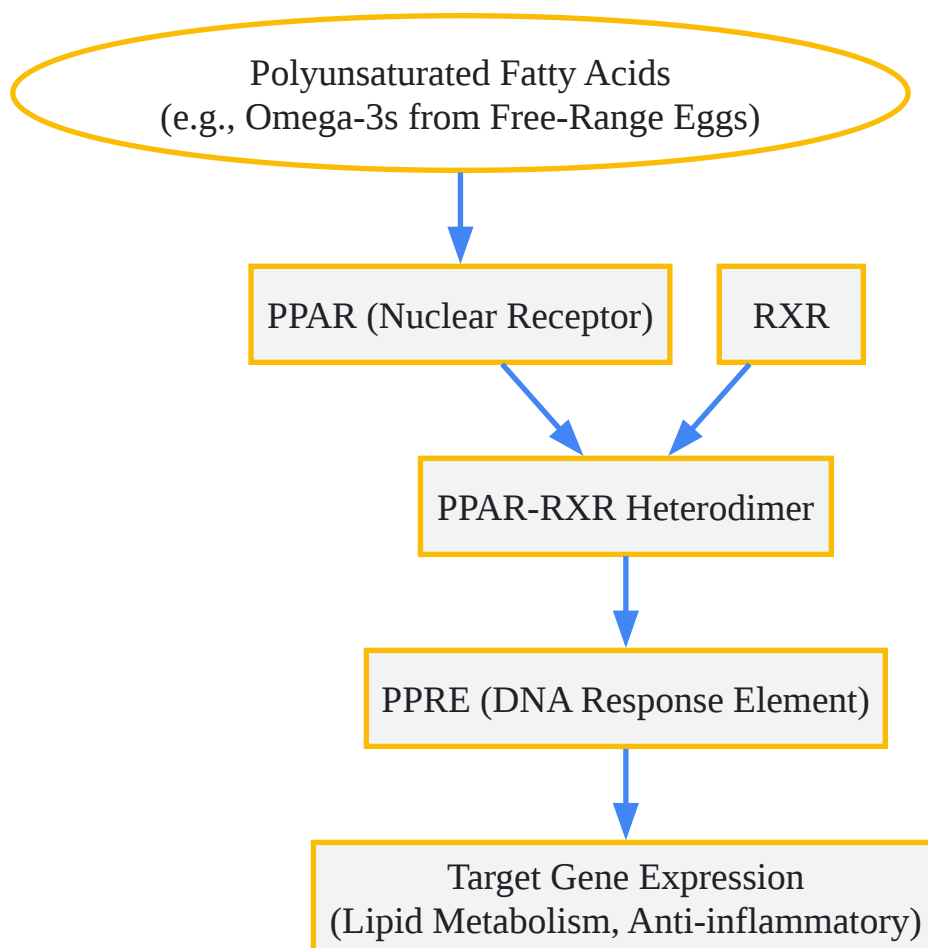 Polyunsaturated Fatty Acids
(e.g., Omega-3s from Free-Range Eggs)
PPAR (Nuclear Receptor)
RXR
PPAR-RXR Heterodimer
PPRE (DNA Response Element)
Target Gene Expression
(Lipid Metabolism, Anti-inflammatory)